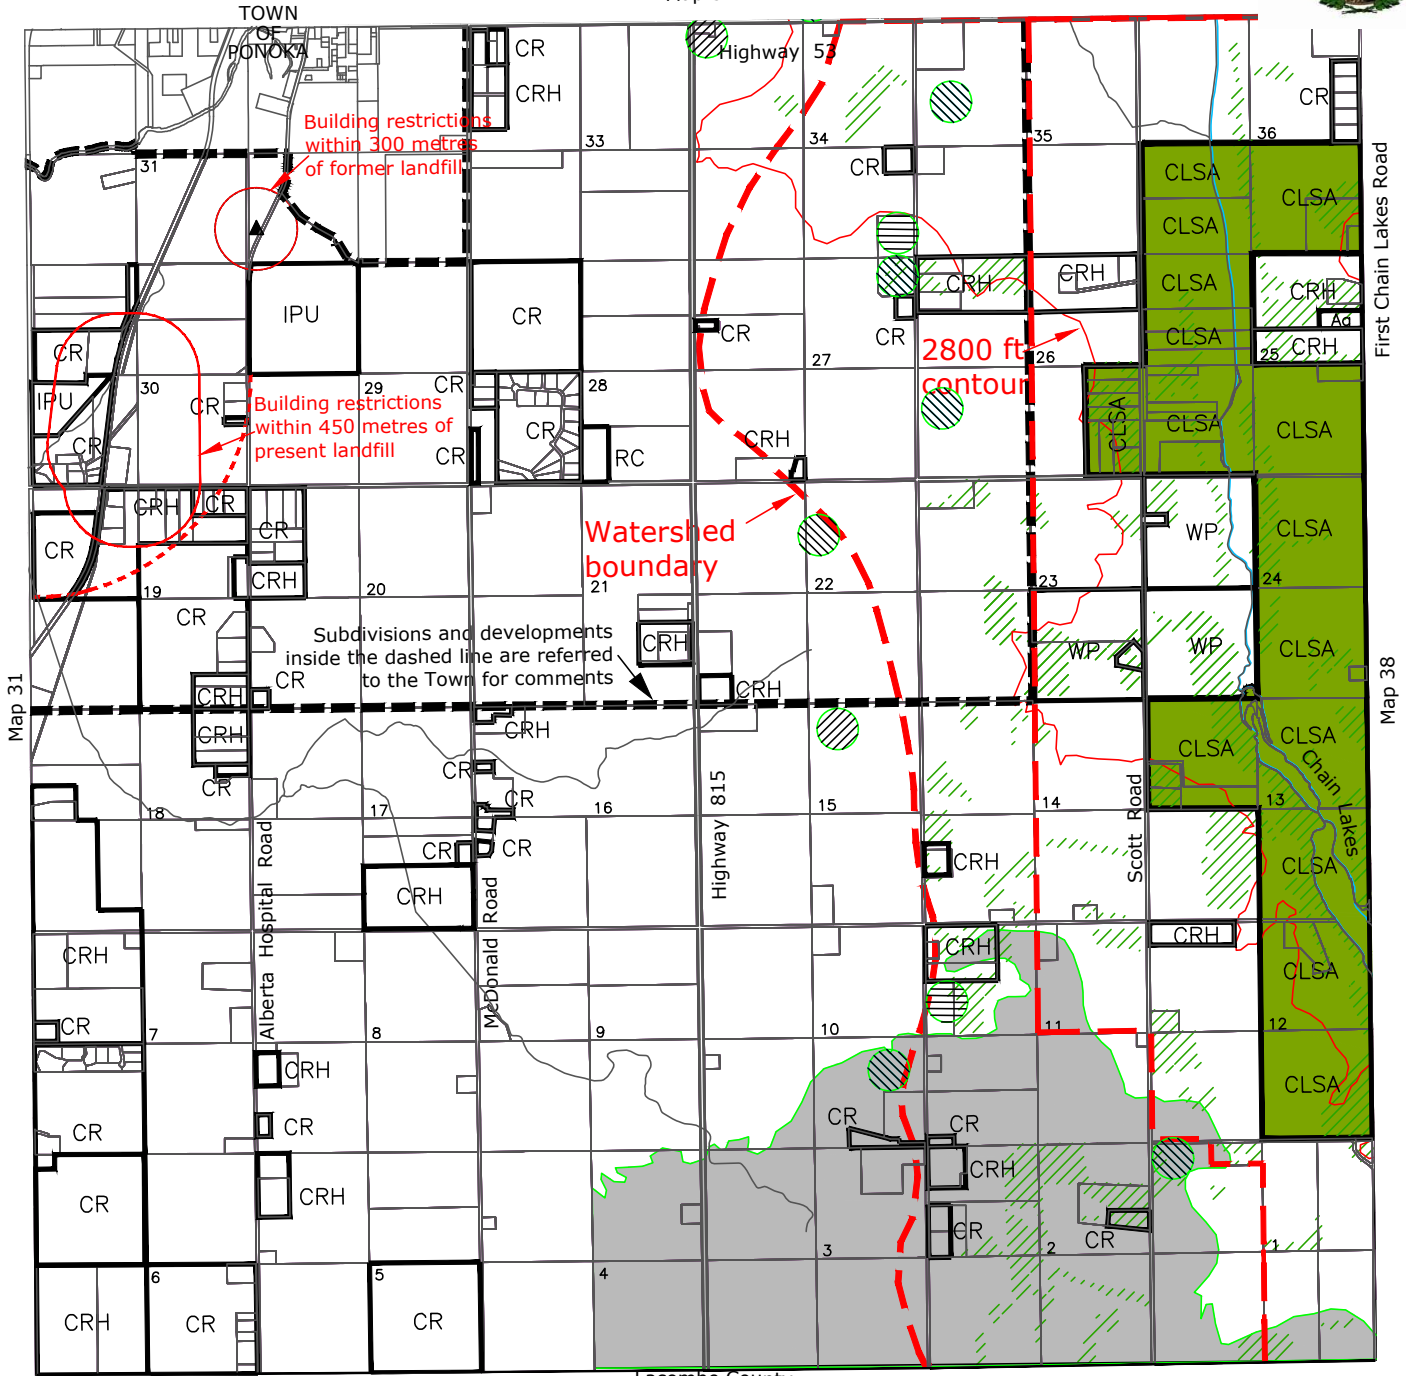 TOWN
OF
PONOKA
Highway 53
CR
CRH
CR
33
34
35
36
31
Building restrictions
within 300 metres
of former landfill
CR
CLSA
CLSA
CLSA
First Chain Lakes Road
IPU
CR
CR
CR
CRH
CRH
CLSA
CRH
Ag
CLSA
CRH
CR
2800 ft
contour
27
26
25
IPU
30
29
28
CR
CR
CR
CR
Building restrictions
within 450 metres of
present landfill
CR
RC
CRH
CLSA
CLSA
CLSA
CRH
CR
CR
CR
CRH
Watershed
boundary
WP
CLSA
19
20
21
22
23
24
CR
Subdivisions and developments
inside the dashed line are referred
to the Town for comments
CRH
CRH
WP
WP
CLSA
Map 31
Map 38
CRH
CR
CRH
CRH
CR
CR
CR
CR
CR
CLSA
CLSA
Chain Lakes
18
17
16
15
14
13
Alberta Hospital Road
McDonald Road
Highway 815
Scott Road
CRH
CRH
CLSA
CRH
CRH
CRH
CLSA
CR
7
8
9
10
11
12
CRH
CLSA
CR
CR
CR
CR
CRH
CR
CRH
CR
CR
6
5
4
3
2
1
CRH
CR
CR